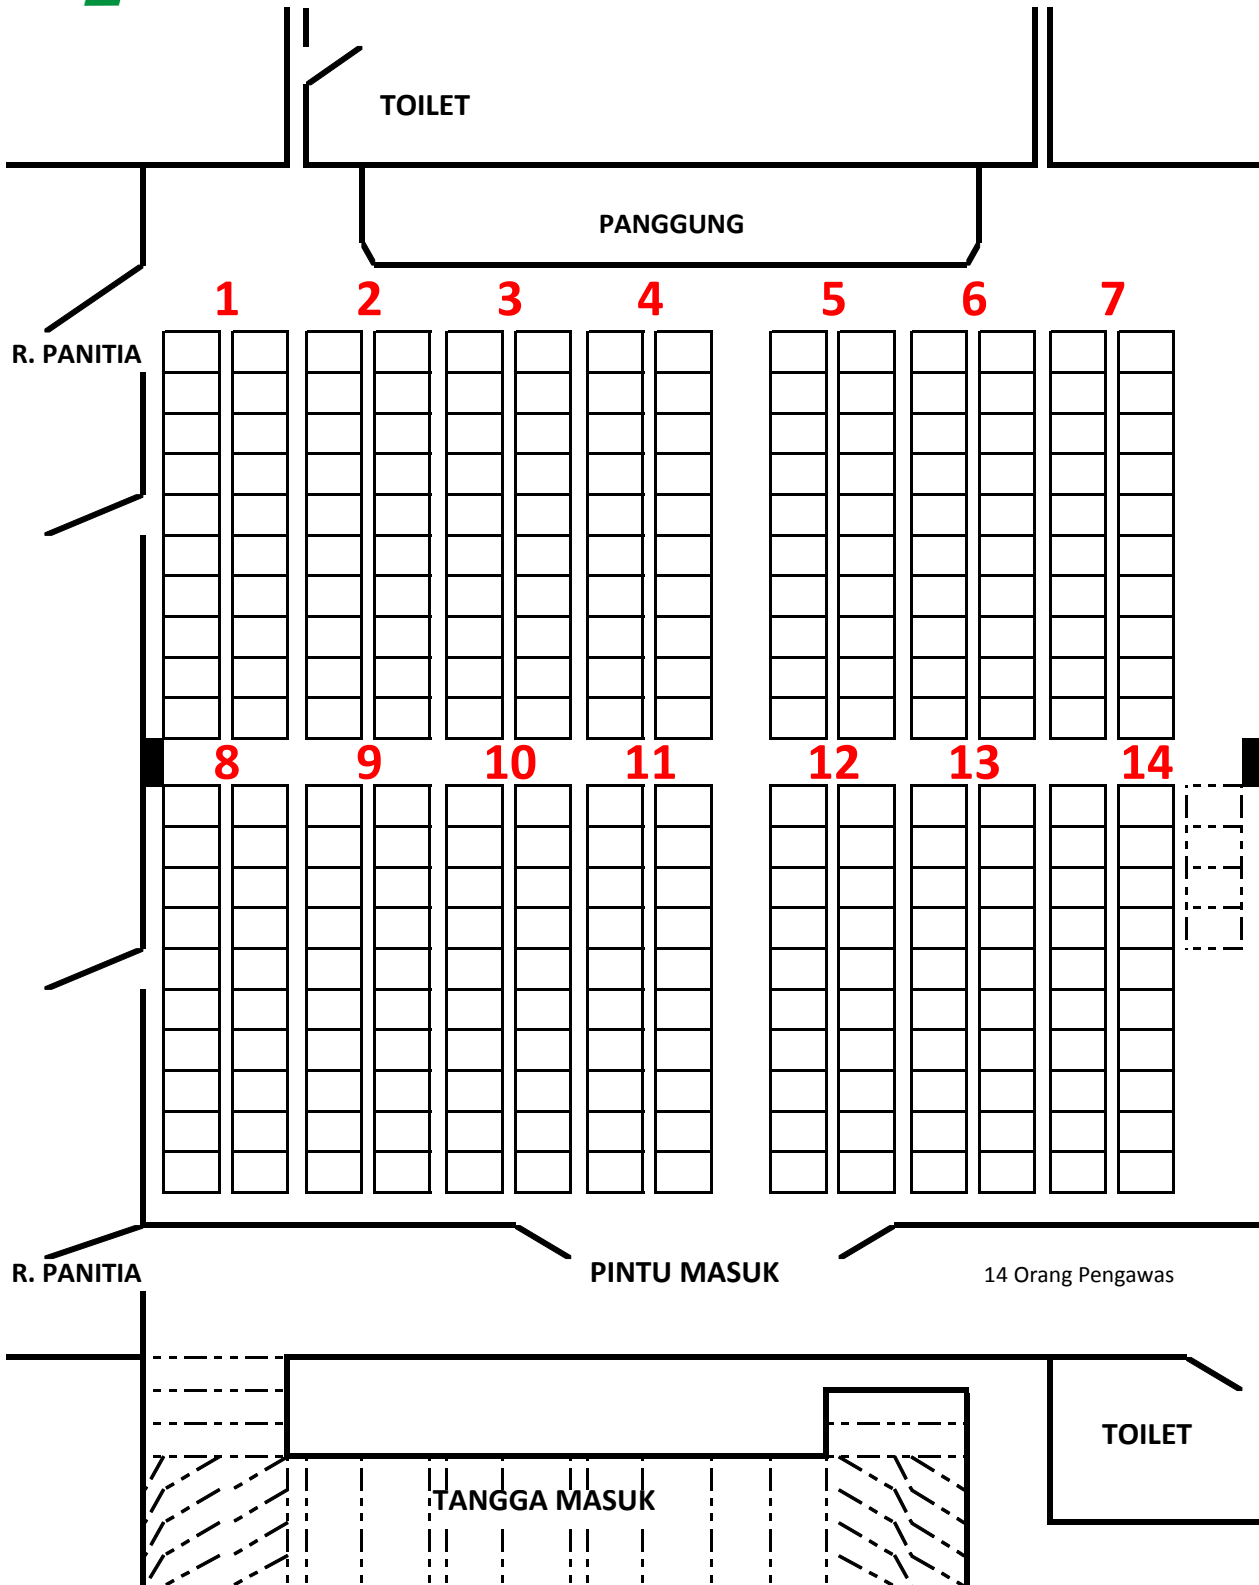 TOILET
PANGGUNG
1 2 3 4 5 6 7
R. PANITIA
8 9 10 11 12 13 14
R. PANITIA
PINTU MASUK
14 Orang Pengawas
TOILET
TANGGA MASUK